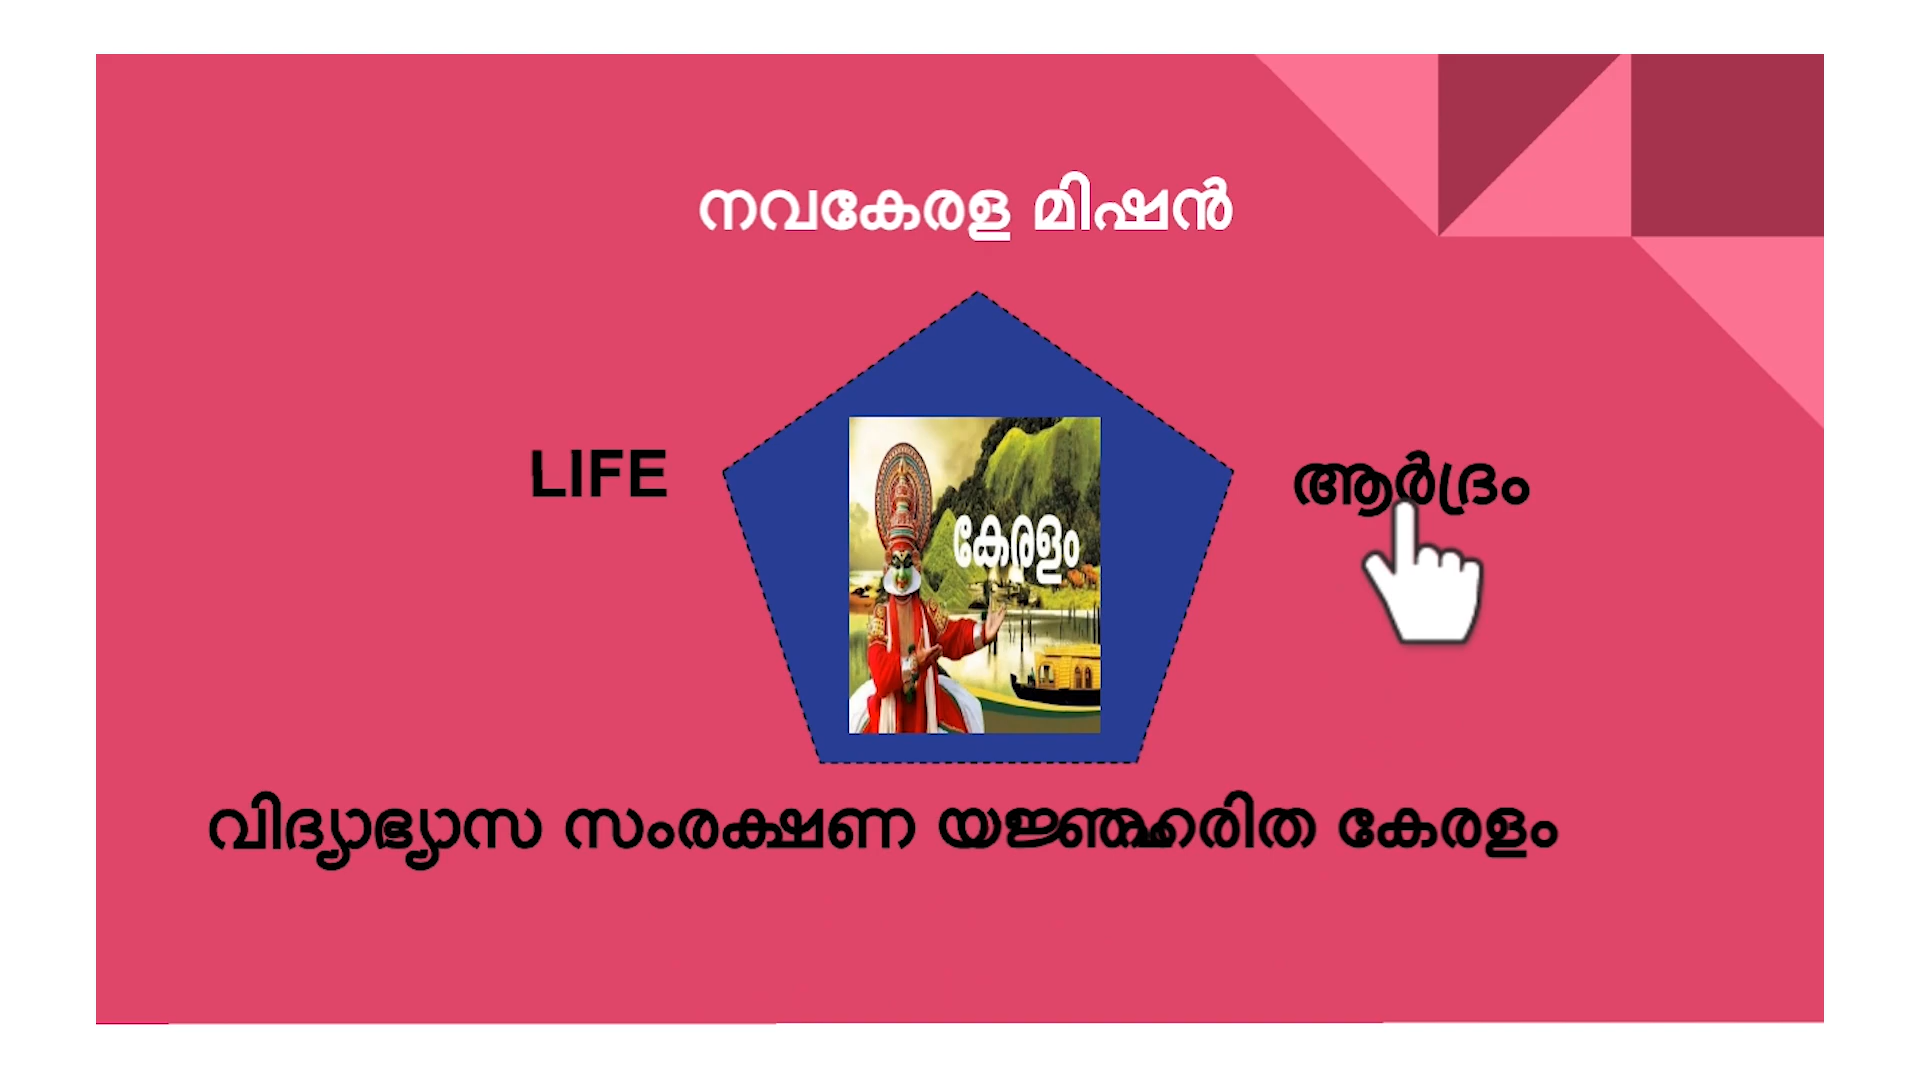 നവകേരള മിഷൻ
LIFE
ആർദ്രം
കേരളം
വിദ്യാഭ്യാസ സംരക്ഷണ യജ്ഞം
ഹരിത കേരളം